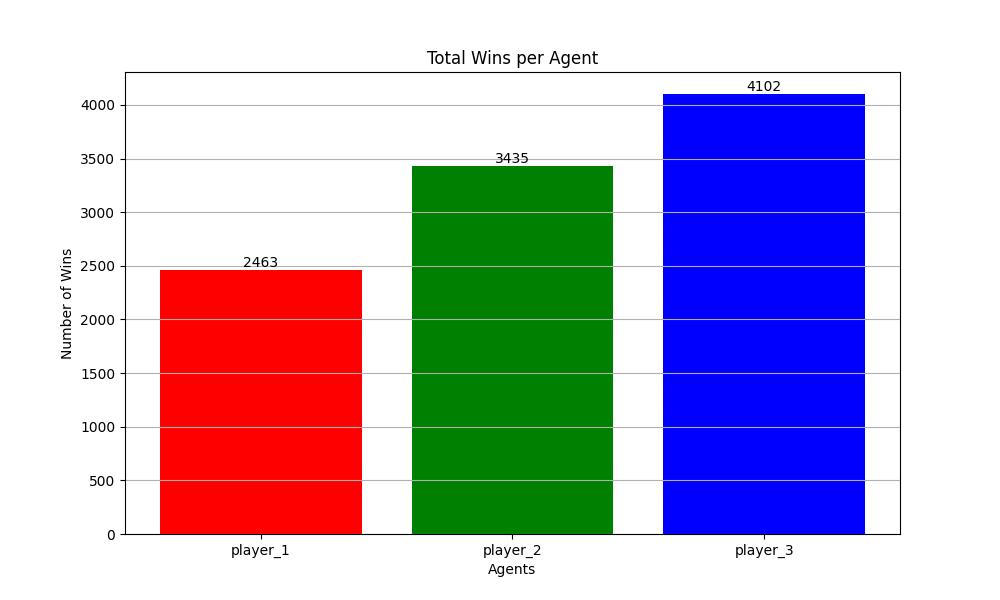 Total Wins per Agent
4102
4000
3500
3435
3000
2500
2463
2000
1500
1000
500
0
Number of Wins
player_1
player_2
player_3
Agents